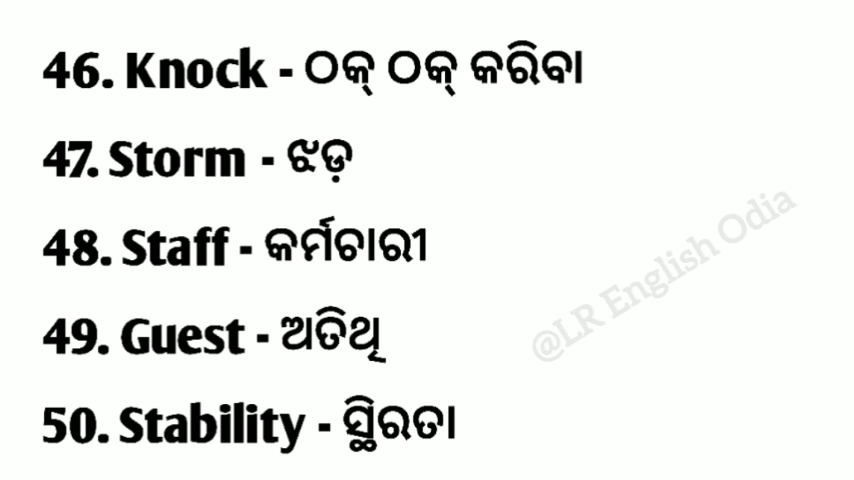 46. Knock - ଠକ୍ ଠକ୍ କରିବା
47. Storm - ଝଡ଼
48. Staff - କର୍ମଚାରୀ
49. Guest - ଅତିଥି
50. Stability - ସ୍ଥିରତା
@LR English Odia